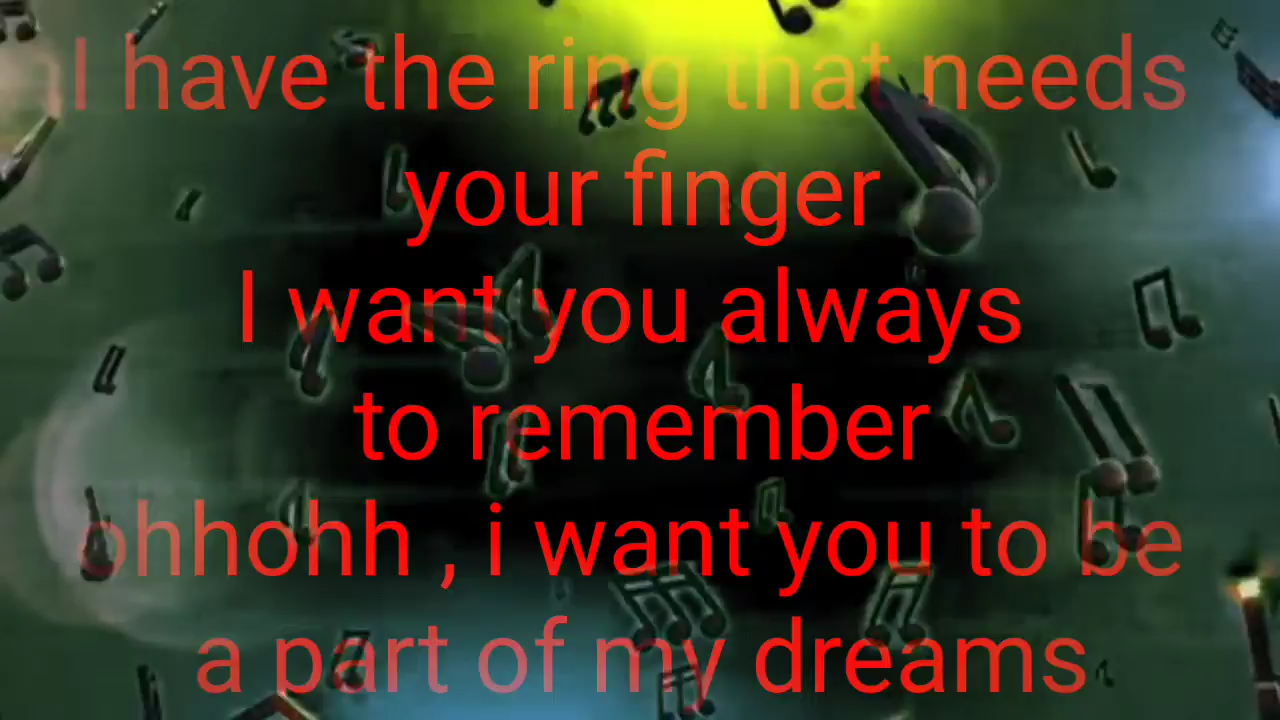 I have the ring that needs
your finger
I want you always
to remember
ohhohh , i want you to be
a part of my dreams